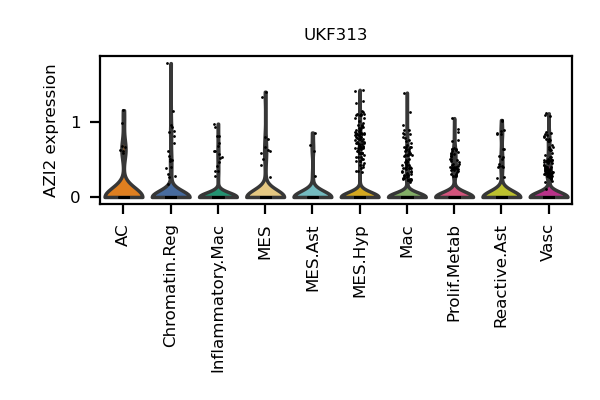 UKF313
AZI2 expression
1
0
AC
Chromatin.Reg
Inflammatory.Mac
MES
MES.Ast
MES.Hyp
Mac
Prolif.Metab
Reactive.Ast
Vasc